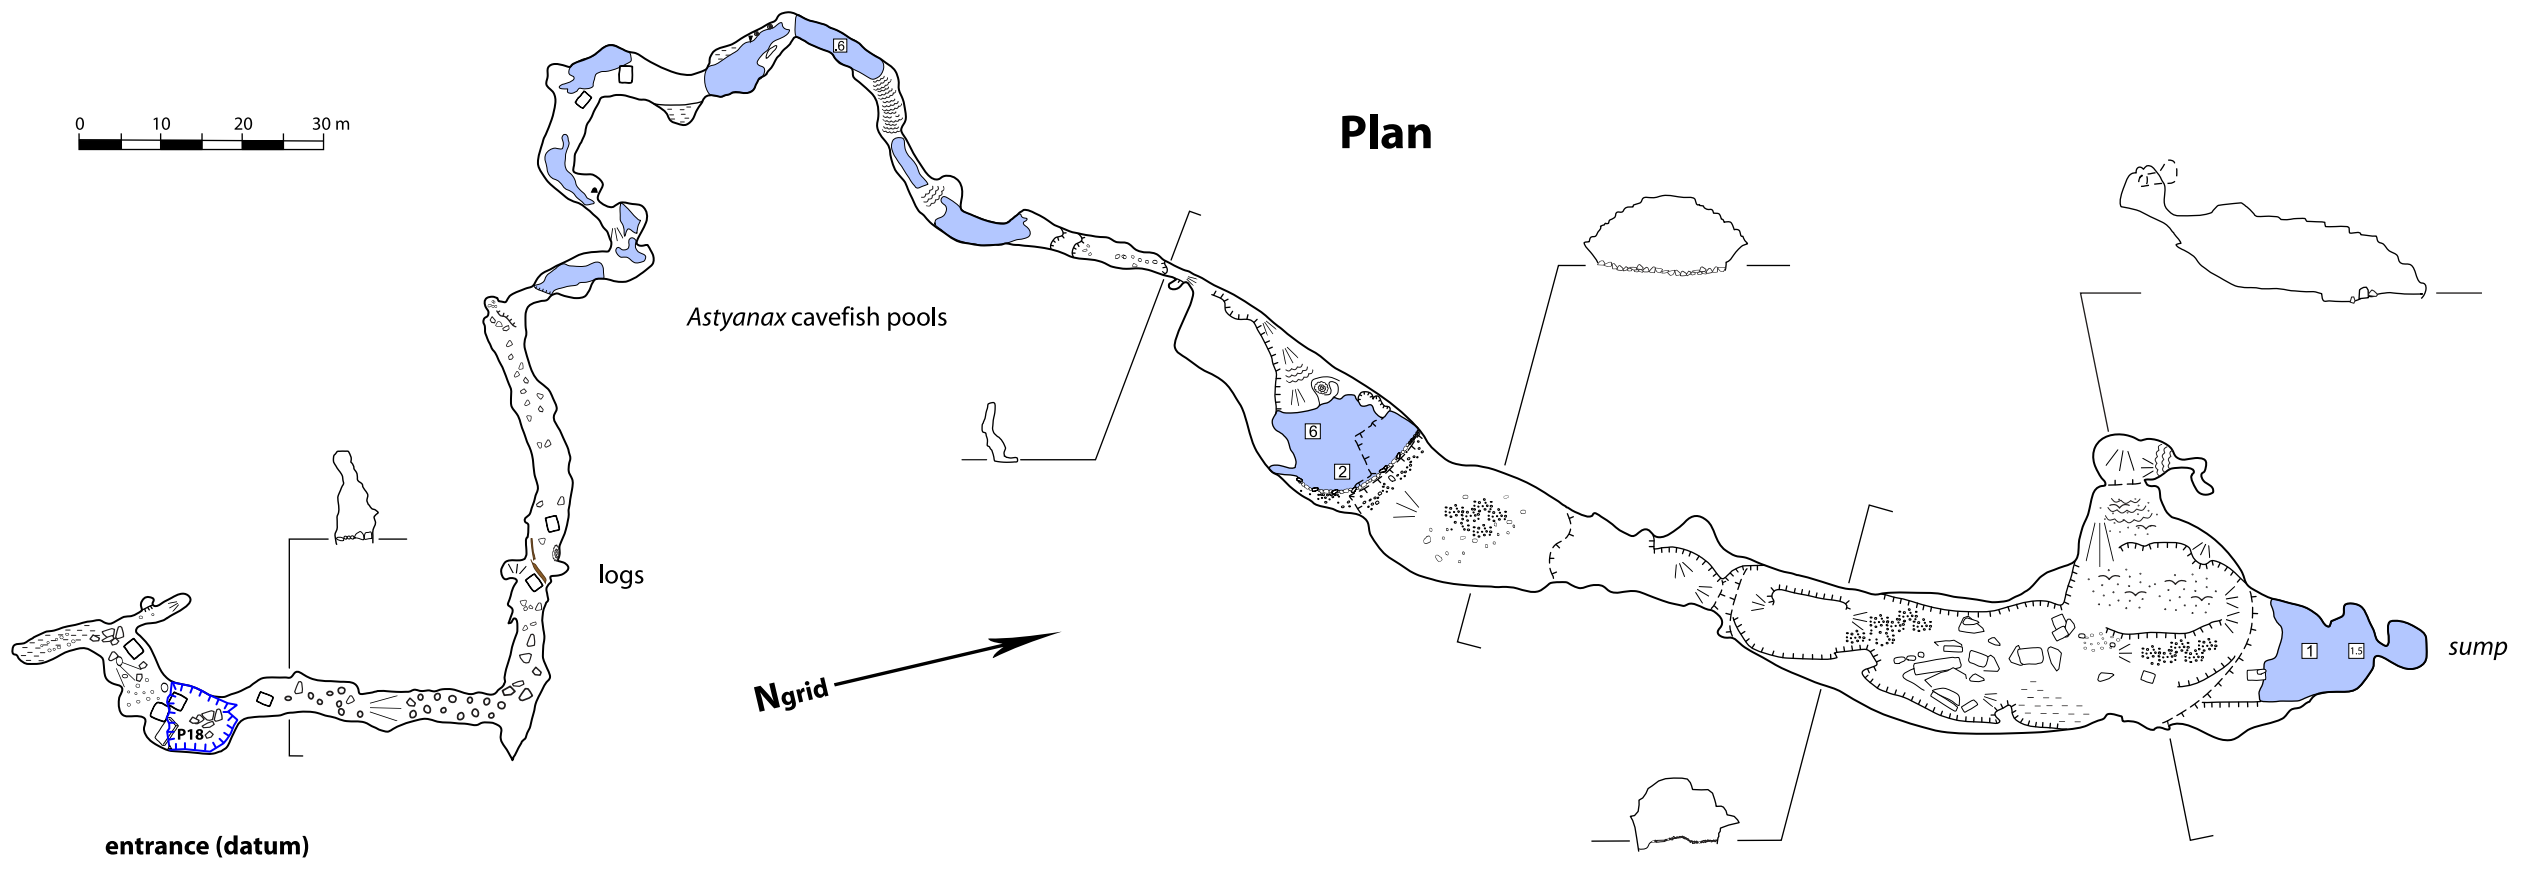 .6
0 10 20 30 m
Plan
Astyanax cavefish pools
6
2
logs
Ngrid
1
1.5
sump
P18
entrance (datum)